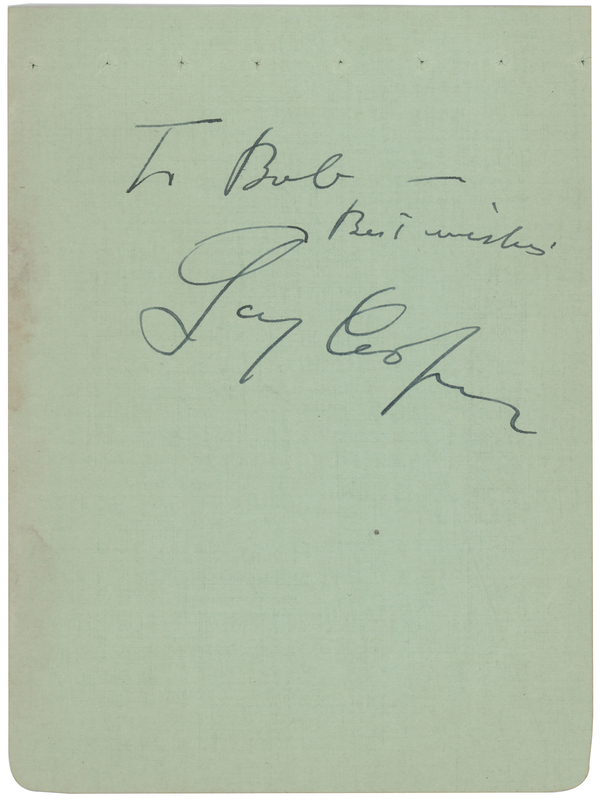 To Bob —
Best wishes
Gary Cooper